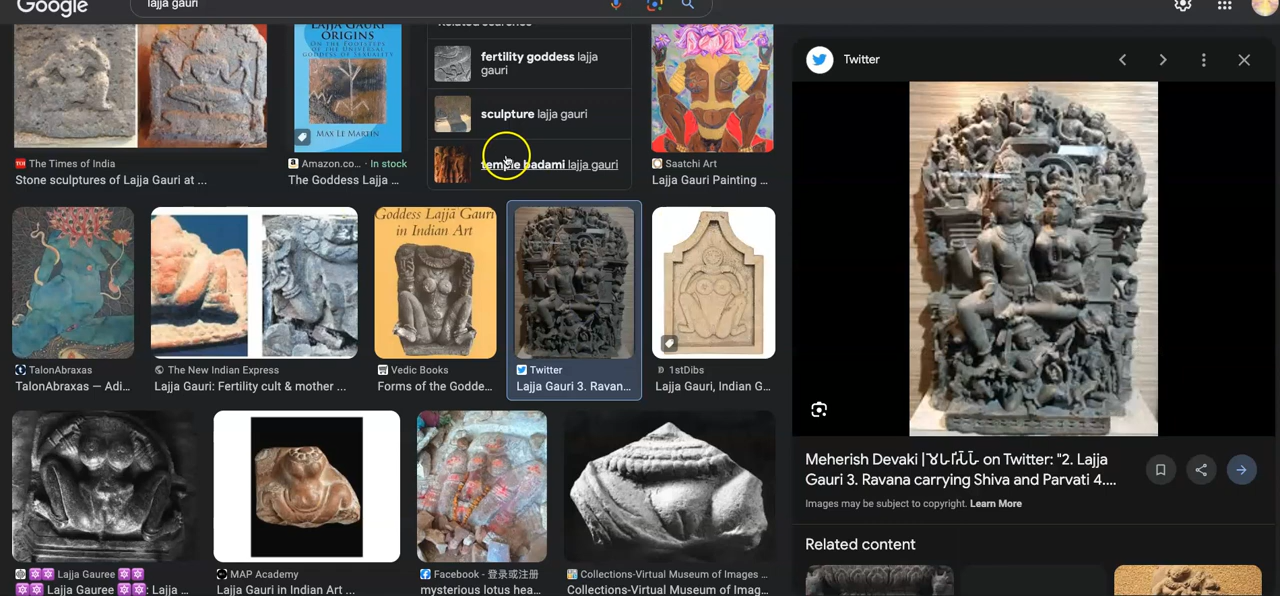 Google
lajja gauri
Related searches
fertility goddess lajja
gauri
sculpture lajja gauri
temple badami lajja gauri
GAURI
ORIGINS
MAX LE MARTIN
The Times of India
Stone sculptures of Lajja Gauri at ...
Amazon.co... · In stock
The Goddess Lajja ...
Saatchi Art
Lajja Gauri Painting ...
Goddess Lajjā Gaurī
in Indian Art
TalonAbraxas
TalonAbraxas — Adi...
The New Indian Express
Lajja Gauri: Fertility cult & mother ...
Vedic Books
Forms of the Godde...
Twitter
Lajja Gauri 3. Ravan...
1stDibs
Lajja Gauri, Indian G...
Lajja Gauree
Lajja Gauree : Lajja ...
MAP Academy
Lajja Gauri in Indian Art ...
Facebook - 登录或注册
mysterious lotus hea...
Collections-Virtual Museum of Images ...
Collections-Virtual Museum of Imag...
Twitter
Meherish Devaki | on Twitter: "2. Lajja
Gauri 3. Ravana carrying Shiva and Parvati 4....
Images may be subject to copyright. Learn More
Related content